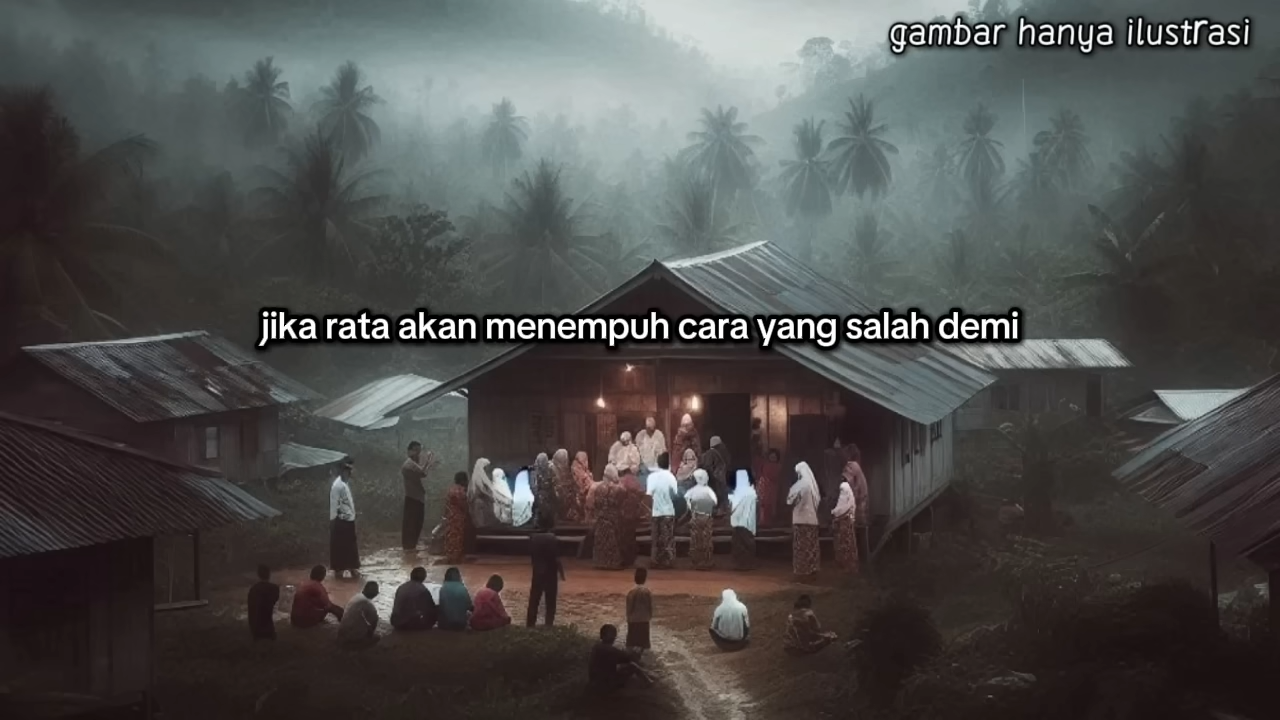 gambar hanya ilustrasi
jika rata akan menempuh cara yang salah demi